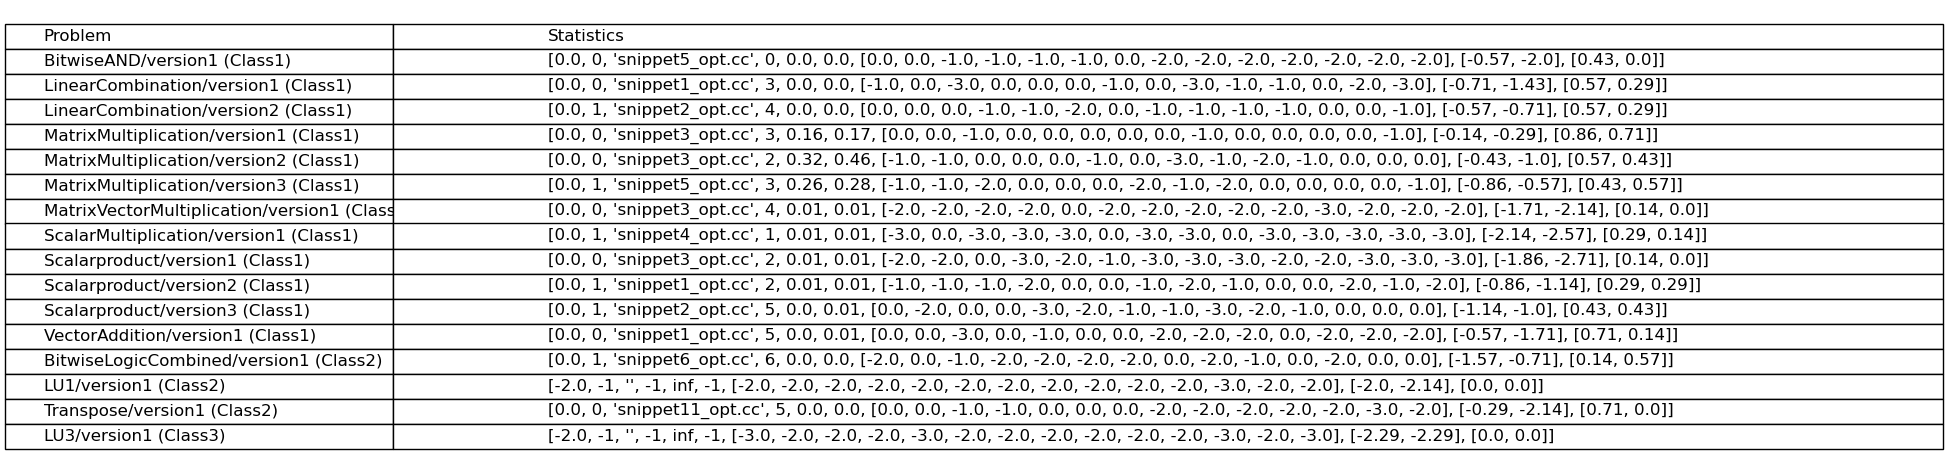 Problem Statistics
BitwiseAND/version1 (Class1) [0.0, 0, 'snippet5_opt.cc', 0, 0.0, 0.0, [0.0, 0.0, -1.0, -1.0, -1.0, -1.0, 0.0, -2.0, -2.0, -2.0, -2.0, -2.0, -2.0, -2.0], [-0.57, -2.0], [0.43, 0.0]]
LinearCombination/version1 (Class1) [0.0, 0, 'snippet1_opt.cc', 3, 0.0, 0.0, [-1.0, 0.0, -3.0, 0.0, 0.0, 0.0, -1.0, 0.0, -3.0, -1.0, -1.0, 0.0, -2.0, -3.0], [-0.71, -1.43], [0.57, 0.29]]
LinearCombination/version2 (Class1) [0.0, 1, 'snippet2_opt.cc', 4, 0.0, 0.0, [0.0, 0.0, 0.0, -1.0, -1.0, -2.0, 0.0, -1.0, -1.0, -1.0, -1.0, 0.0, 0.0, -1.0], [-0.57, -0.71], [0.57, 0.29]]
MatrixMultiplication/version1 (Class1) [0.0, 0, 'snippet3_opt.cc', 3, 0.16, 0.17, [0.0, 0.0, -1.0, 0.0, 0.0, 0.0, 0.0, 0.0, -1.0, 0.0, 0.0, 0.0, 0.0, -1.0], [-0.14, -0.29], [0.86, 0.71]]
MatrixMultiplication/version2 (Class1) [0.0, 0, 'snippet3_opt.cc', 2, 0.32, 0.46, [-1.0, -1.0, 0.0, 0.0, 0.0, -1.0, 0.0, -3.0, -1.0, -2.0, -1.0, 0.0, 0.0, 0.0], [-0.43, -1.0], [0.57, 0.43]]
MatrixMultiplication/version3 (Class1) [0.0, 1, 'snippet5_opt.cc', 3, 0.26, 0.28, [-1.0, -1.0, -2.0, 0.0, 0.0, 0.0, -2.0, -1.0, -2.0, 0.0, 0.0, 0.0, 0.0, -1.0], [-0.86, -0.57], [0.43, 0.57]]
MatrixVectorMultiplication/version1 (Class [0.0, 0, 'snippet3_opt.cc', 4, 0.01, 0.01, [-2.0, -2.0, -2.0, -2.0, 0.0, -2.0, -2.0, -2.0, -2.0, -2.0, -3.0, -2.0, -2.0, -2.0], [-1.71, -2.14], [0.14, 0.0]]
ScalarMultiplication/version1 (Class1) [0.0, 1, 'snippet4_opt.cc', 1, 0.01, 0.01, [-3.0, 0.0, -3.0, -3.0, -3.0, 0.0, -3.0, -3.0, 0.0, -3.0, -3.0, -3.0, -3.0, -3.0], [-2.14, -2.57], [0.29, 0.14]]
Scalarproduct/version1 (Class1) [0.0, 0, 'snippet3_opt.cc', 2, 0.01, 0.01, [-2.0, -2.0, 0.0, -3.0, -2.0, -1.0, -3.0, -3.0, -3.0, -2.0, -2.0, -3.0, -3.0, -3.0], [-1.86, -2.71], [0.14, 0.0]]
Scalarproduct/version2 (Class1) [0.0, 1, 'snippet1_opt.cc', 2, 0.01, 0.01, [-1.0, -1.0, -1.0, -2.0, 0.0, 0.0, -1.0, -2.0, -1.0, 0.0, 0.0, -2.0, -1.0, -2.0], [-0.86, -1.14], [0.29, 0.29]]
Scalarproduct/version3 (Class1) [0.0, 1, 'snippet2_opt.cc', 5, 0.0, 0.01, [0.0, -2.0, 0.0, 0.0, -3.0, -2.0, -1.0, -1.0, -3.0, -2.0, -1.0, 0.0, 0.0, 0.0], [-1.14, -1.0], [0.43, 0.43]]
VectorAddition/version1 (Class1) [0.0, 0, 'snippet1_opt.cc', 5, 0.0, 0.01, [0.0, 0.0, -3.0, 0.0, -1.0, 0.0, 0.0, -2.0, -2.0, -2.0, 0.0, -2.0, -2.0, -2.0], [-0.57, -1.71], [0.71, 0.14]]
BitwiseLogicCombined/version1 (Class2) [0.0, 1, 'snippet6_opt.cc', 6, 0.0, 0.0, [-2.0, 0.0, -1.0, -2.0, -2.0, -2.0, -2.0, 0.0, -2.0, -1.0, 0.0, -2.0, 0.0, 0.0], [-1.57, -0.71], [0.14, 0.57]]
LU1/version1 (Class2) [-2.0, -1, '', -1, inf, -1, [-2.0, -2.0, -2.0, -2.0, -2.0, -2.0, -2.0, -2.0, -2.0, -2.0, -2.0, -3.0, -2.0, -2.0], [-2.0, -2.14], [0.0, 0.0]]
Transpose/version1 (Class2) [0.0, 0, 'snippet11_opt.cc', 5, 0.0, 0.0, [0.0, 0.0, -1.0, -1.0, 0.0, 0.0, 0.0, -2.0, -2.0, -2.0, -2.0, -2.0, -3.0, -2.0], [-0.29, -2.14], [0.71, 0.0]]
LU3/version1 (Class3) [-2.0, -1, '', -1, inf, -1, [-3.0, -2.0, -2.0, -2.0, -3.0, -2.0, -2.0, -2.0, -2.0, -2.0, -2.0, -3.0, -2.0, -3.0], [-2.29, -2.29], [0.0, 0.0]]